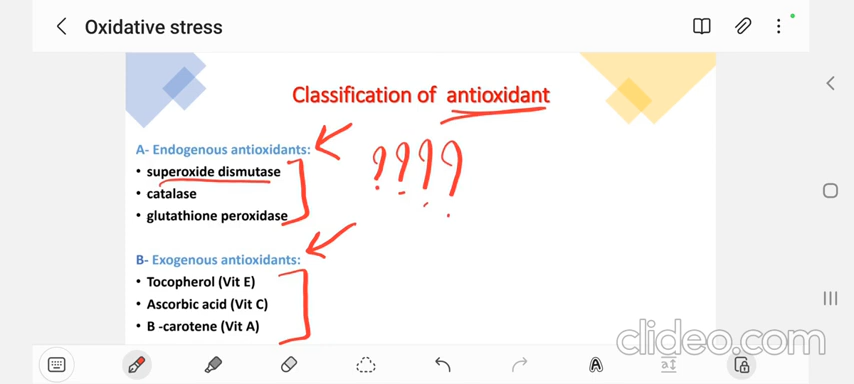 Oxidative stress
Classification of antioxidant
A- Endogenous antioxidants:
• superoxide dismutase
• catalase
• glutathione peroxidase
????
B- Exogenous antioxidants:
• Tocopherol (Vit E)
• Ascorbic acid (Vit C)
• B -carotene (Vit A)
clideo.com
A
a